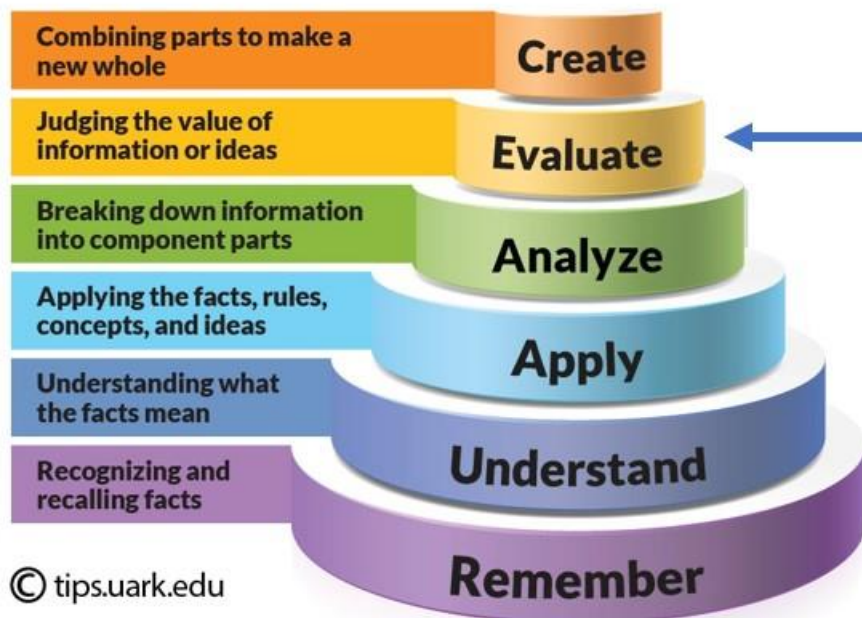 Combining parts to make a
new whole
Create
Judging the value of
information or ideas
Evaluate
Breaking down information
into component parts
Analyze
Applying the facts, rules,
concepts, and ideas
Apply
Understanding what
the facts mean
Understand
Recognizing and
recalling facts
Remember
© tips.uark.edu